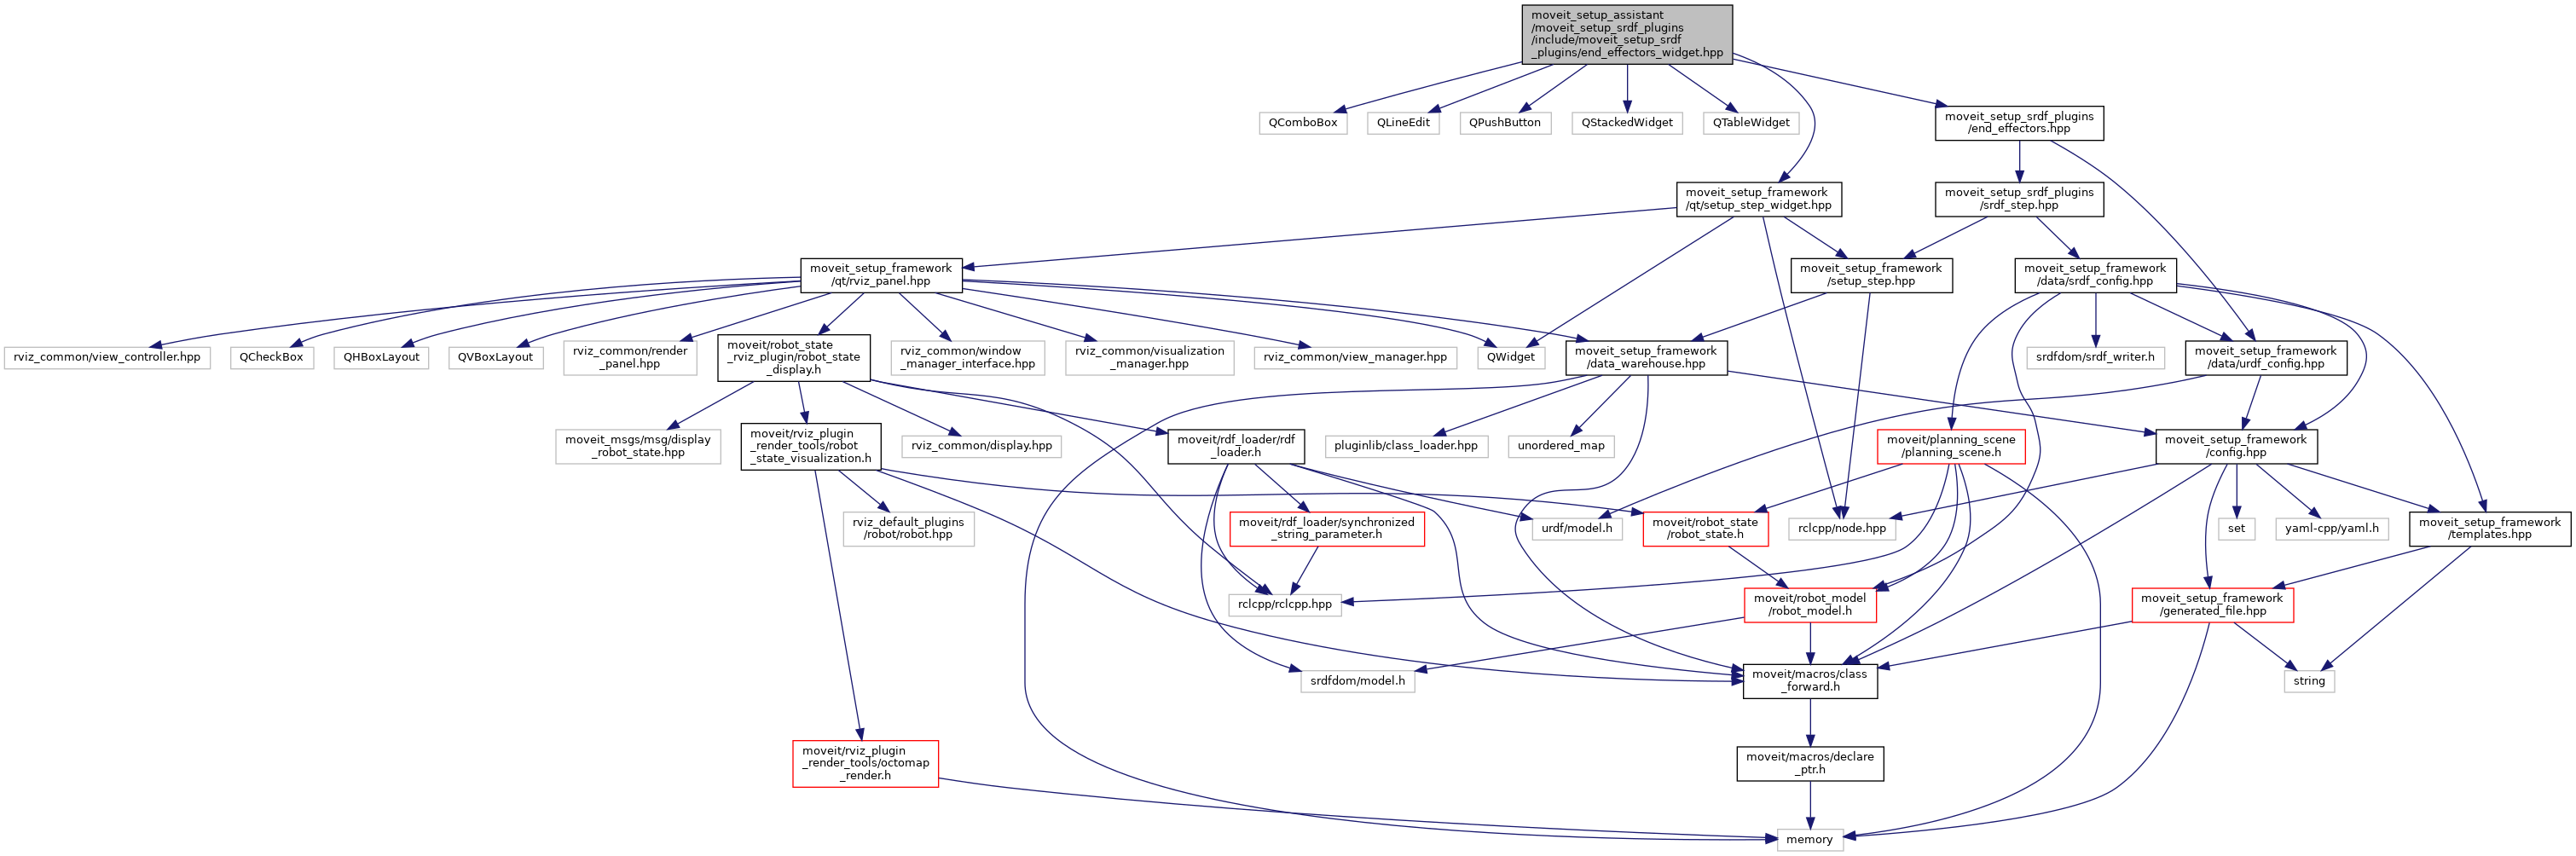 moveit_setup_assistant
/moveit_setup_srdf_plugins
/include/moveit_setup_srdf
_plugins/end_effectors_widget.hpp
QComboBox
QLineEdit
QPushButton
QStackedWidget
QTableWidget
moveit_setup_srdf_plugins
/end_effectors.hpp
moveit_setup_framework
/qt/setup_step_widget.hpp
moveit_setup_srdf_plugins
/srdf_step.hpp
moveit_setup_framework
/qt/rviz_panel.hpp
moveit_setup_framework
/setup_step.hpp
moveit_setup_framework
/data/srdf_config.hpp
rviz_common/view_controller.hpp
QCheckBox
QHBoxLayout
QVBoxLayout
rviz_common/render
_panel.hpp
moveit/robot_state
_rviz_plugin/robot_state
_display.h
rviz_common/window
_manager_interface.hpp
rviz_common/visualization
_manager.hpp
rviz_common/view_manager.hpp
QWidget
moveit_setup_framework
/data_warehouse.hpp
srdfdom/srdf_writer.h
moveit_setup_framework
/data/urdf_config.hpp
moveit_msgs/msg/display
_robot_state.hpp
moveit/rviz_plugin
_render_tools/robot
_state_visualization.h
rviz_common/display.hpp
moveit/rdf_loader/rdf
_loader.h
pluginlib/class_loader.hpp
unordered_map
moveit/planning_scene
/planning_scene.h
moveit_setup_framework
/config.hpp
rviz_default_plugins
/robot/robot.hpp
moveit/rdf_loader/synchronized
_string_parameter.h
urdf/model.h
moveit/robot_state
/robot_state.h
rclcpp/node.hpp
set
yaml-cpp/yaml.h
moveit_setup_framework
/templates.hpp
rclcpp/rclcpp.hpp
moveit/robot_model
/robot_model.h
moveit_setup_framework
/generated_file.hpp
srdfdom/model.h
moveit/macros/class
_forward.h
string
moveit/rviz_plugin
_render_tools/octomap
_render.h
moveit/macros/declare
_ptr.h
memory